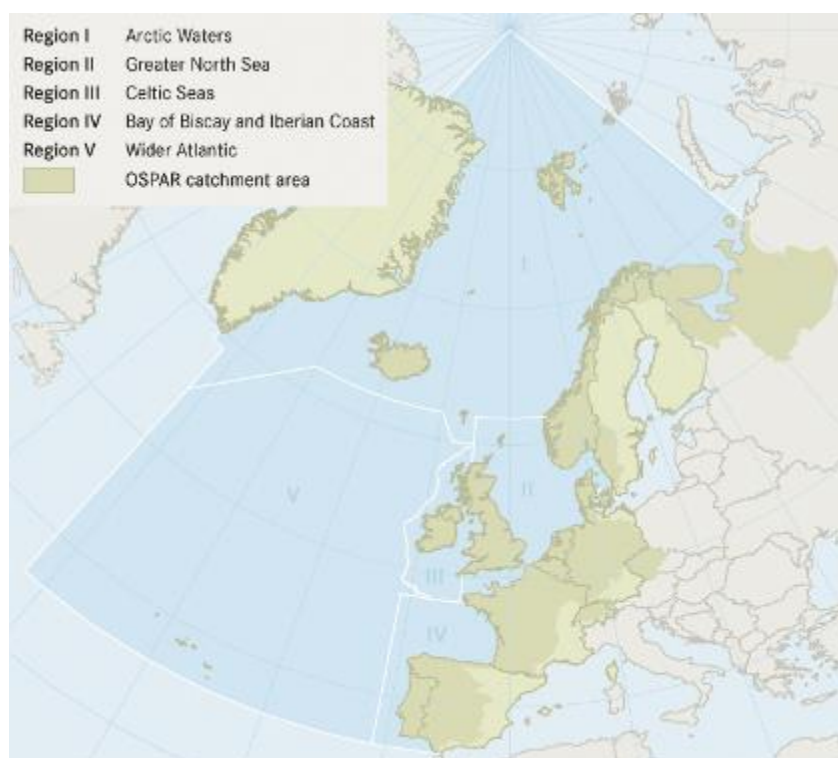 Region I Arctic Waters
Region II Greater North Sea
Region III Celtic Seas
Region IV Bay of Biscay and Iberian Coast
Region V Wider Atlantic
OSPAR catchment area
I
V
II
III
IV